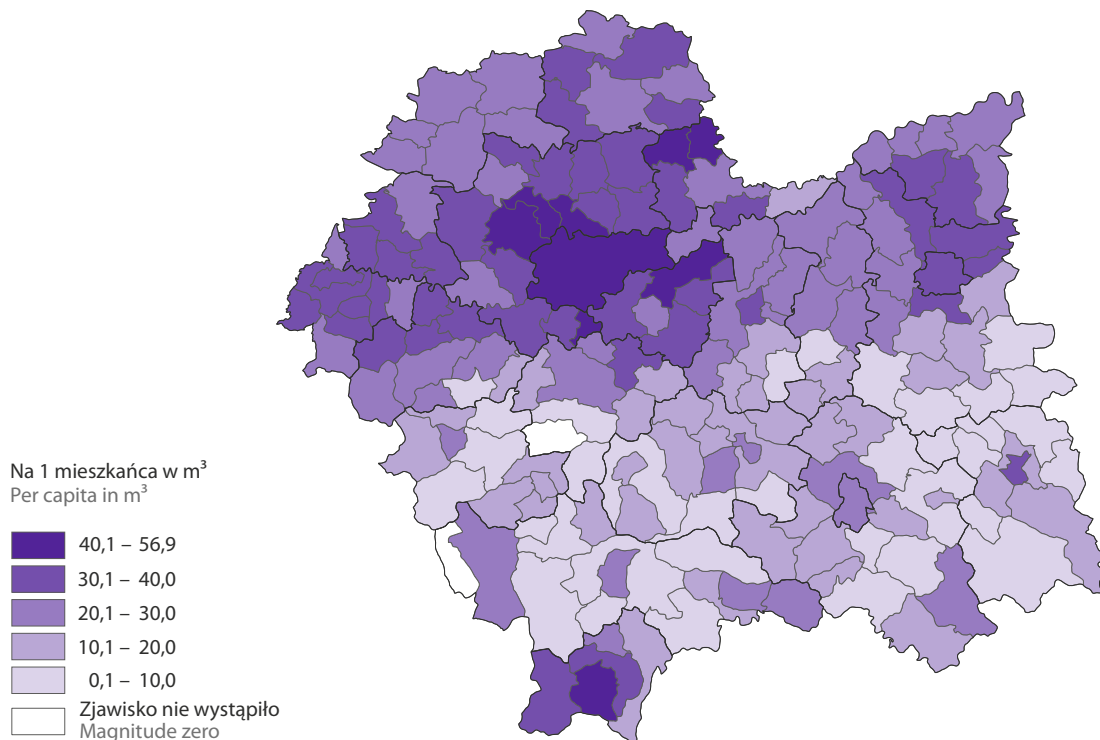 Na 1 mieszkańca w m³
Per capita in m³
40,1 – 56,9
30,1 – 40,0
20,1 – 30,0
10,1 – 20,0
0,1 – 10,0
Zjawisko nie wystąpiło
Magnitude zero